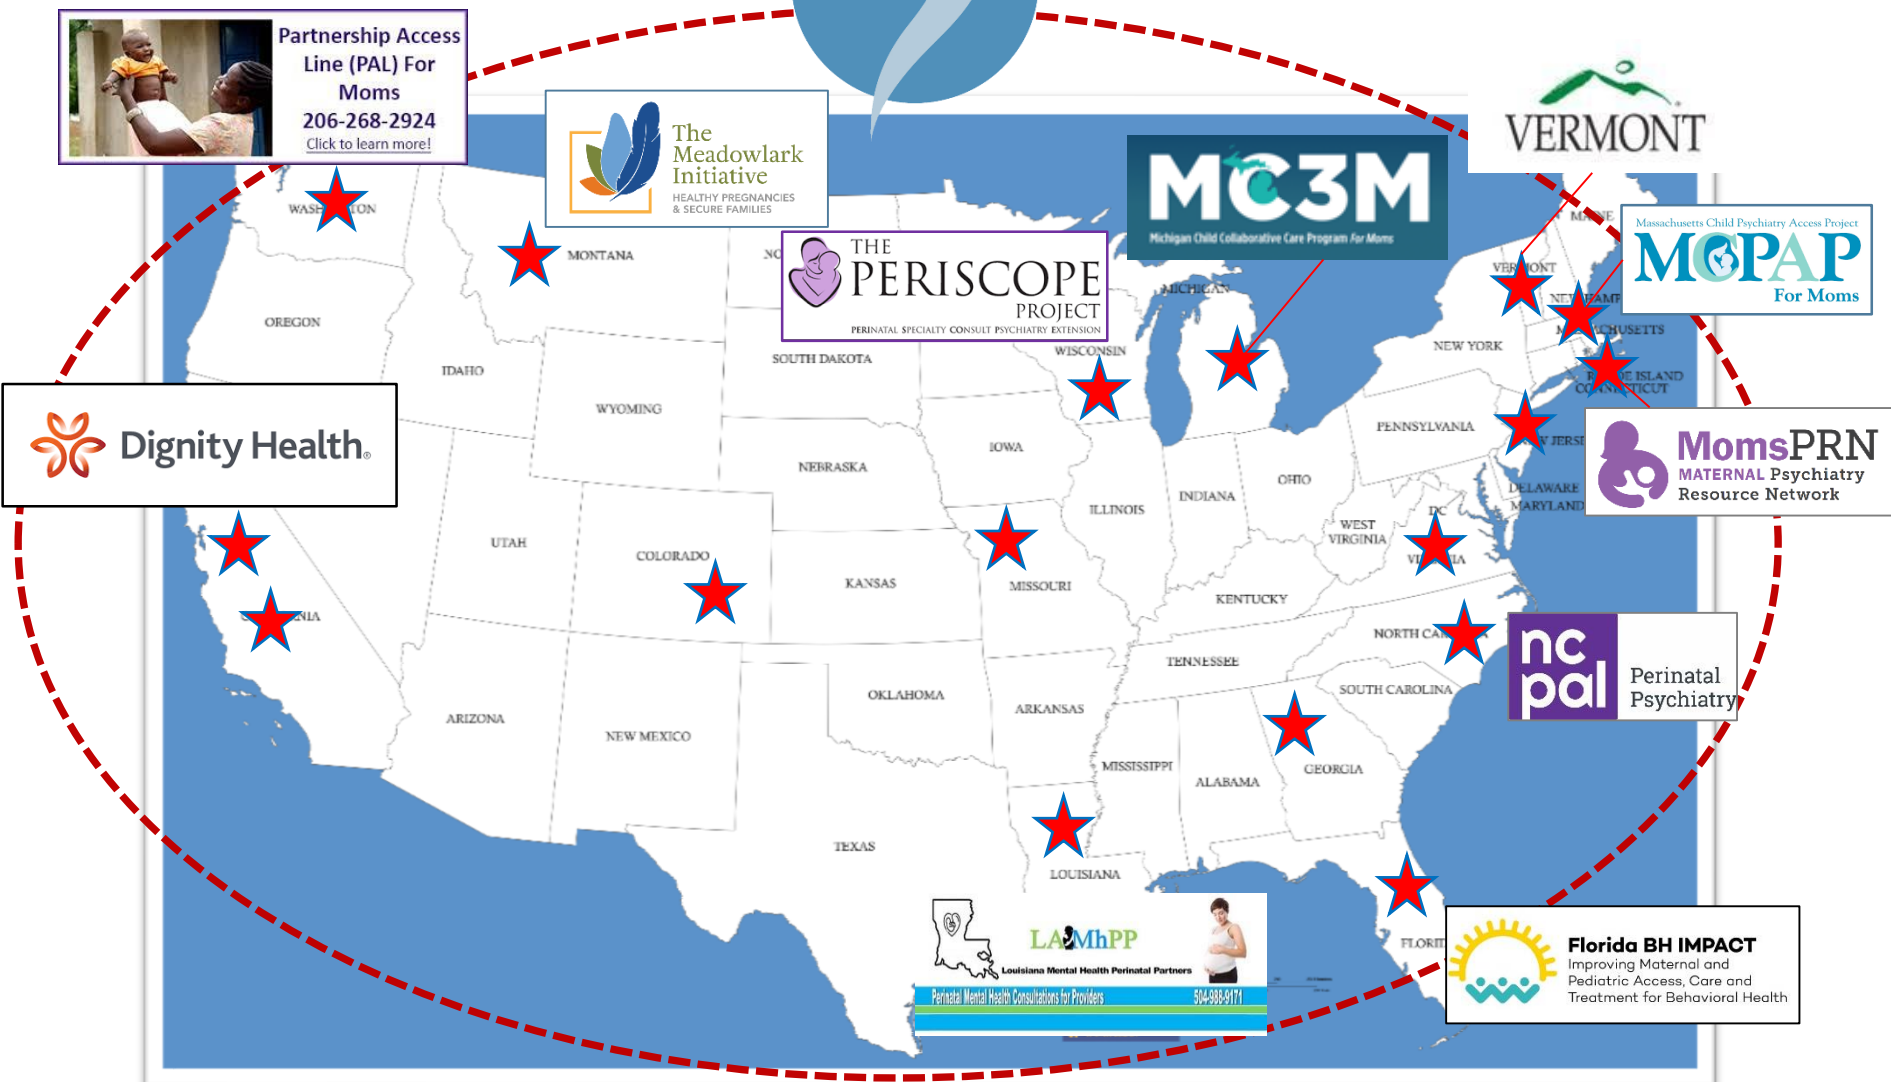 Partnership Access
Line (PAL) For
Moms
206-268-2924
Click to learn more!
The
Meadowlark
Initiative
HEALTHY PREGNANCIES
& SECURE FAMILIES
THE
PERISCOPE
PROJECT
PERINATAL SPECIALTY CONSULT PSYCHIATRY EXTENSION
MC3M
Michigan Child Collaborative Care Program For Moms
VERMONT
Massachusetts Child Psychiatry Access Project
MCPAP
For Moms
Dignity Health®
MomsPRN
MATERNAL Psychiatry
Resource Network
nc
pal
Perinatal
Psychiatry
LAMhPP
Louisiana Mental Health Perinatal Partners
Perinatal Mental Health Consultations for Providers
504-988-9171
Florida BH IMPACT
Improving Maternal and
Pediatric Access, Care and
Treatment for Behavioral Health
MONTANA
MICHIGAN
OREGON
IDAHO
WYOMING
SOUTH DAKOTA
WISCONSIN
NEW YORK
IOWA
NEBRASKA
PENNSYLVANIA
CONNECTICUT
DELAWARE
MARYLAND
DC
OHIO
INDIANA
ILLINOIS
WEST
VIRGINIA
UTAH
COLORADO
KANSAS
MISSOURI
KENTUCKY
TENNESSEE
SOUTH CAROLINA
OKLAHOMA
ARKANSAS
ARIZONA
NEW MEXICO
MISSISSIPPI
ALABAMA
GEORGIA
TEXAS
LOUISIANA